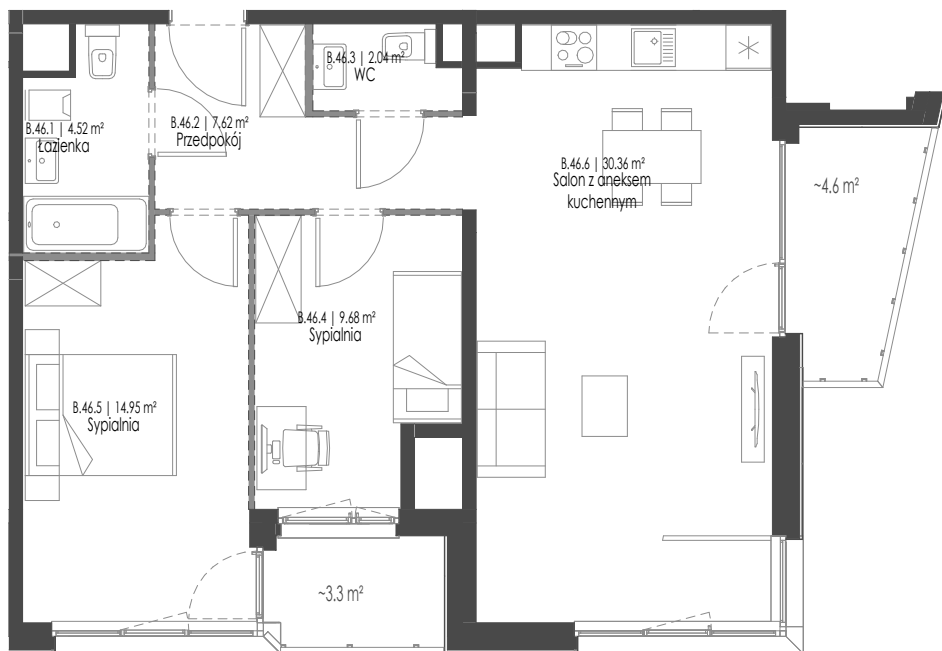 B.46.3 | 2.04 m²
WC
B.46.1 | 4.52 m²
Łazienka
B.46.2 | 7.62 m²
Przedpokój
B.46.6 | 30.36 m²
Salon z aneksem
kuchennym
~4.6 m²
B.46.4 | 9.68 m²
Sypialnia
B.46.5 | 14.95 m²
Sypialnia
~3.3 m²